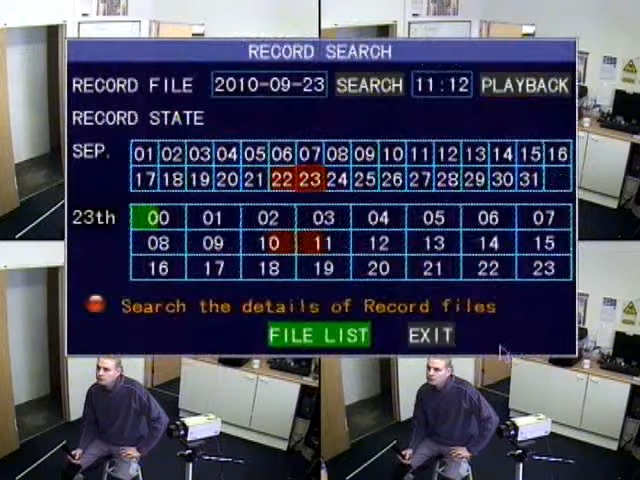 RECORD SEARCH
RECORD FILE 2010-09-23 SEARCH 11:12 PLAYBACK
RECORD STATE
SEP. 01 02 03 04 05 06 07 08 09 10 11 12 13 14 15 16
17 18 19 20 21 22 23 24 25 26 27 28 29 30 31
23th 00 01 02 03 04 05 06 07
08 09 10 11 12 13 14 15
16 17 18 19 20 21 22 23
Search the details of Record files
FILE LIST EXIT